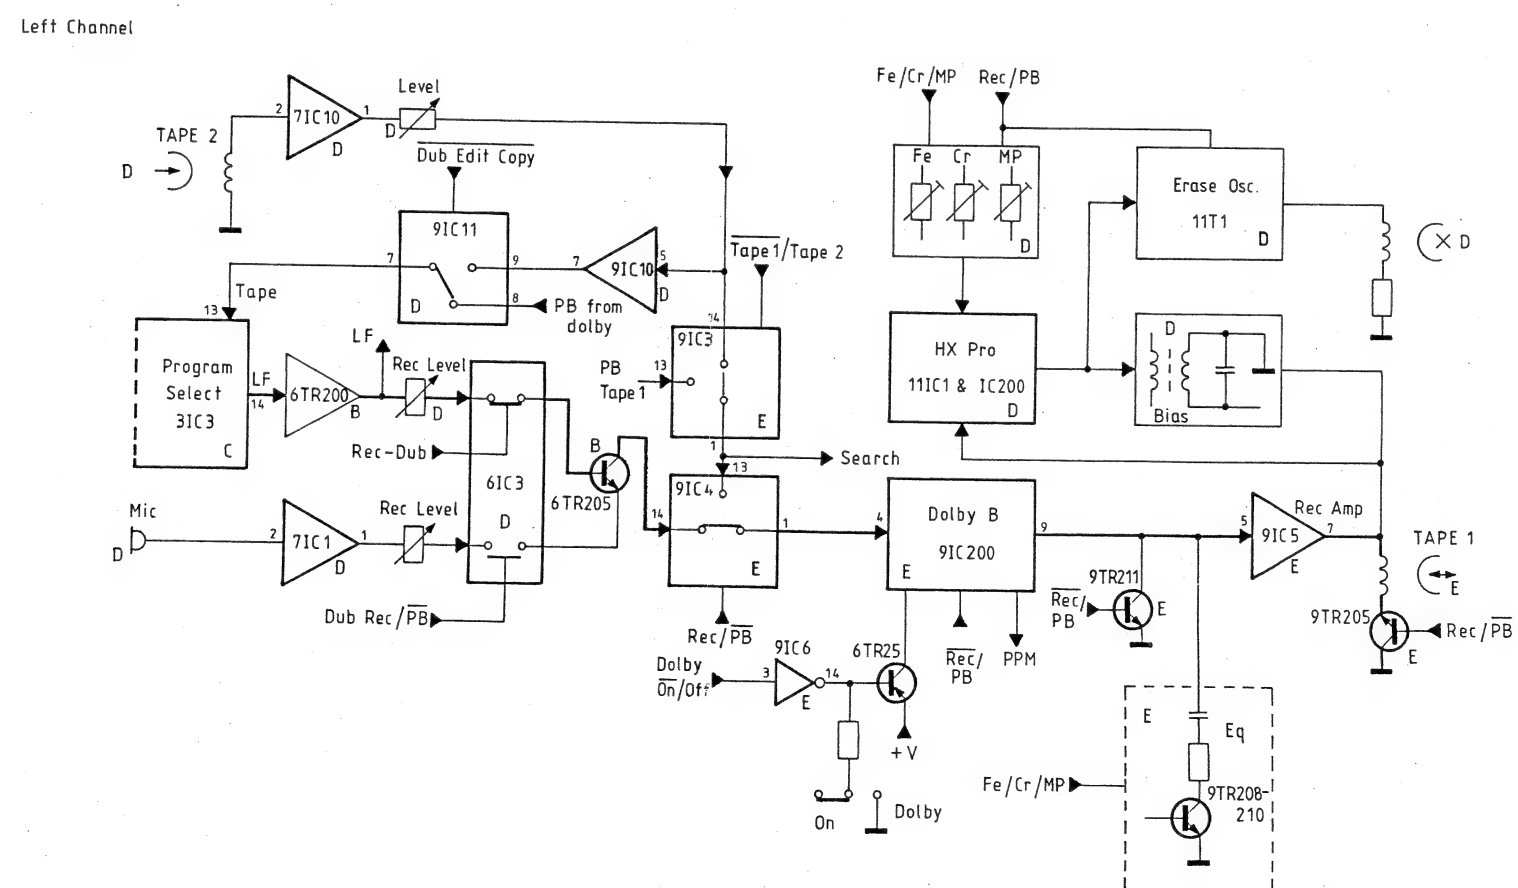 Left Channel
TAPE 2
D
2
7IC10
D
1
Level
D
Dub Edit Copy
9IC11
7
9
8
D
PB from
dolby
7
9IC10
5
D
Tape1/Tape 2
Tape
13
Program
Select
3IC3
C
LF
14
6TR200
B
LF
Rec Level
D
Rec-Dub
6IC3
D
B
6TR205
Mic
D
2
7IC1
D
1
Rec Level
Dub Rec/PB
14
9IC3
PB
Tape1
13
E
1
Search
13
9IC4
14
1
E
Rec/PB
Dolby
On/Off
3
9IC6
14
E
6TR25
+V
On
Dolby
4
Dolby B
9IC200
E
9
Rec/
PB
PPM
Fe/Cr/MP
Rec/PB
Fe Cr MP
D
HX Pro
11IC1 & IC200
D
Erase Osc.
11T1
D
D
D
Bias
9TR211
Rec/
PB
E
5
9IC5
E
Rec Amp
7
TAPE 1
E
9TR205
Rec/PB
E
E
Eq
Fe/Cr/MP
9TR208-
210